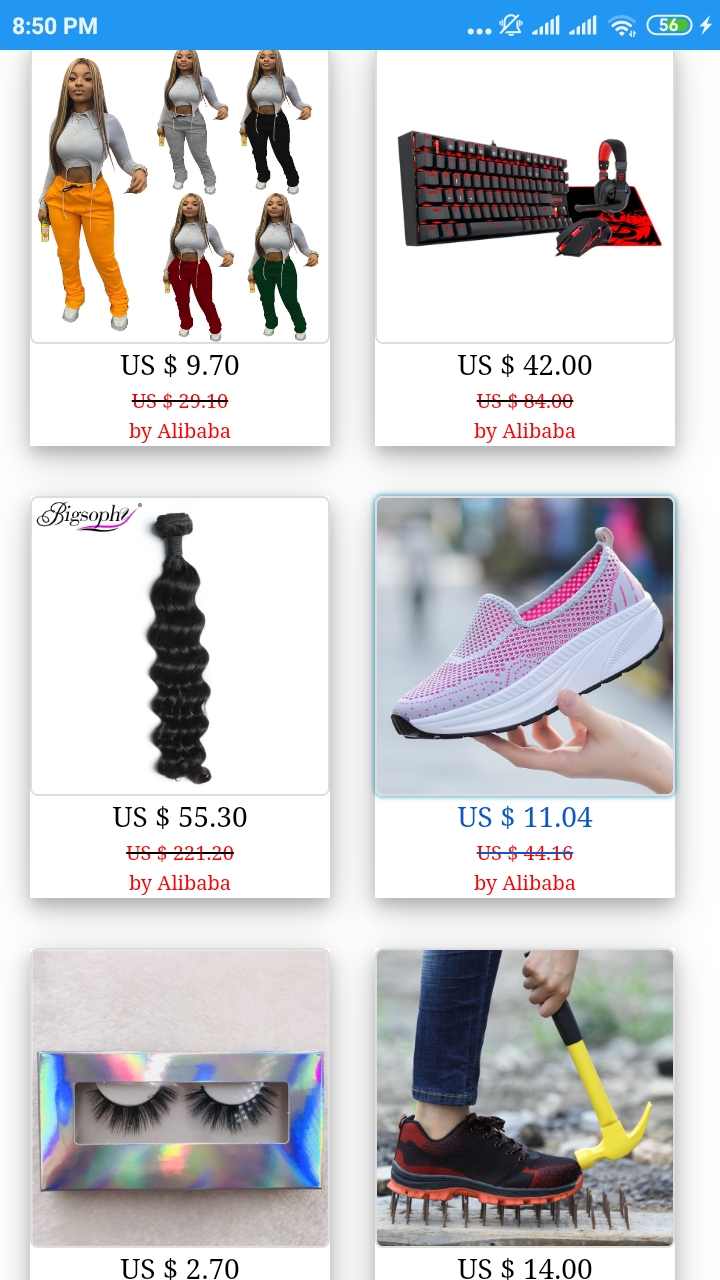 8:50 PM
56
US $ 9.70
US $ 29.10
by Alibaba
US $ 42.00
US $ 84.00
by Alibaba
Bigsophy
US $ 55.30
US $ 221.20
by Alibaba
US $ 11.04
US $ 44.16
by Alibaba
US $ 2.70
US $ 14.00